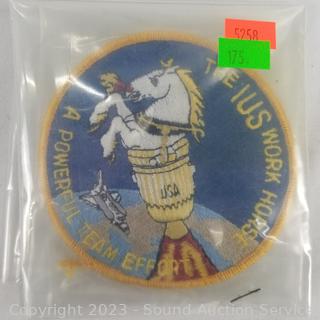 5258
175.
THE IUS WORK HORSE
USA
A POWERFUL TEAM EFFORT
Copyright 2023 - Sound Auction Service